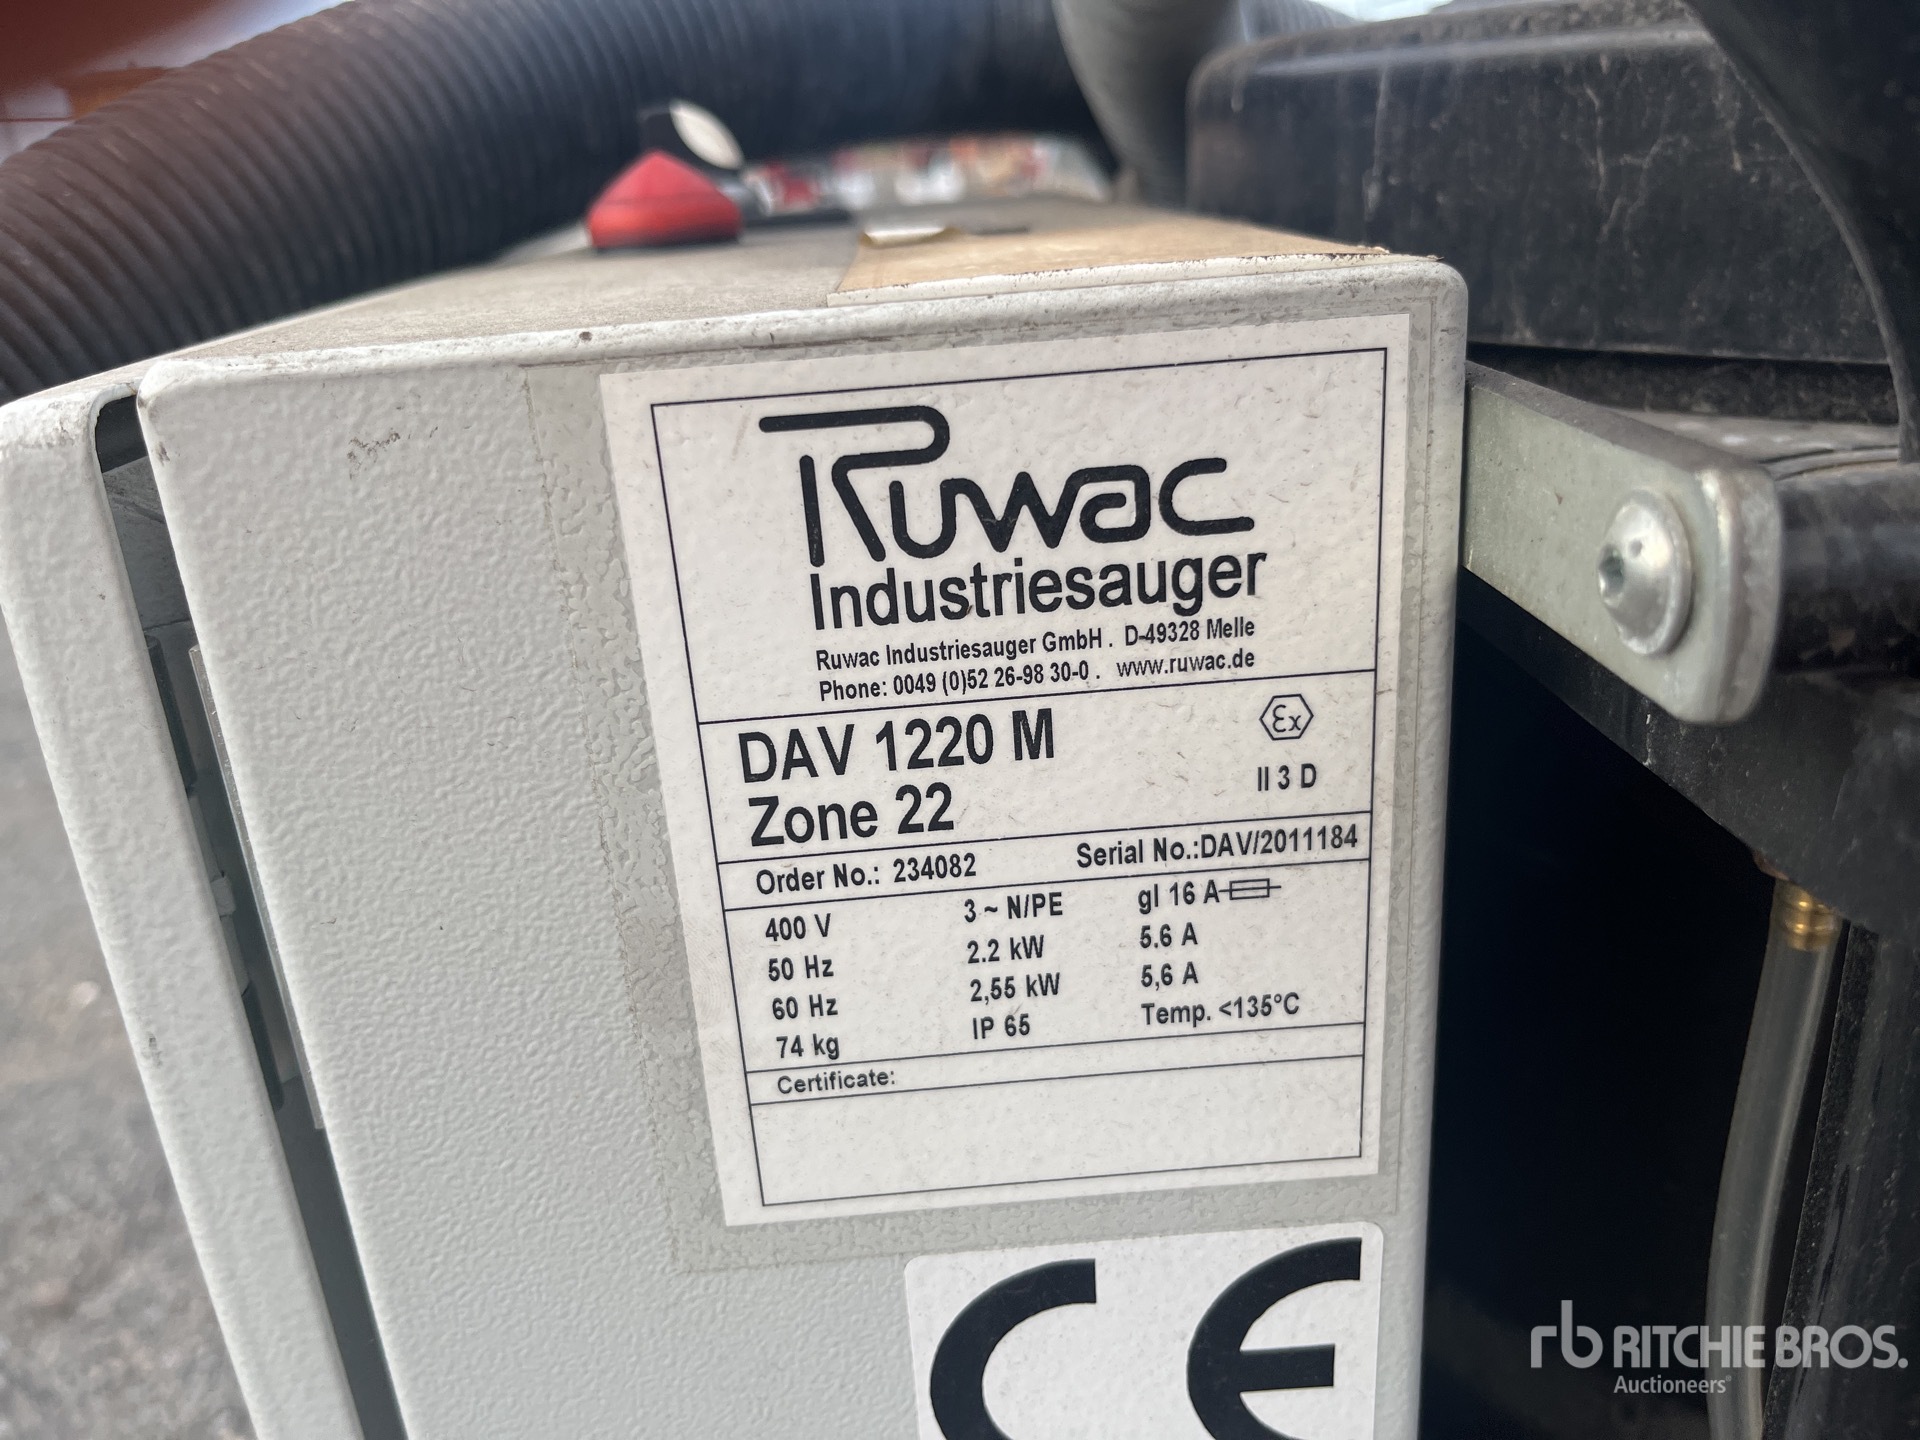 Ruwac
Industriesauger
Ruwac Industriesauger GmbH . D-49328 Melle
Phone: 0049 (0)52 26-98 30-0 . www.ruwac.de
DAV 1220 M
Zone 22
Ex
II 3 D
Order No.: 234082 Serial No.:DAV/2011184
400 V 3 ~ N/PE gl 16 A
50 Hz 2.2 kW 5.6 A
60 Hz 2,55 kW 5,6 A
74 kg IP 65 Temp. <135°C
Certificate:
CE
rb RITCHIE BROS.
Auctioneers